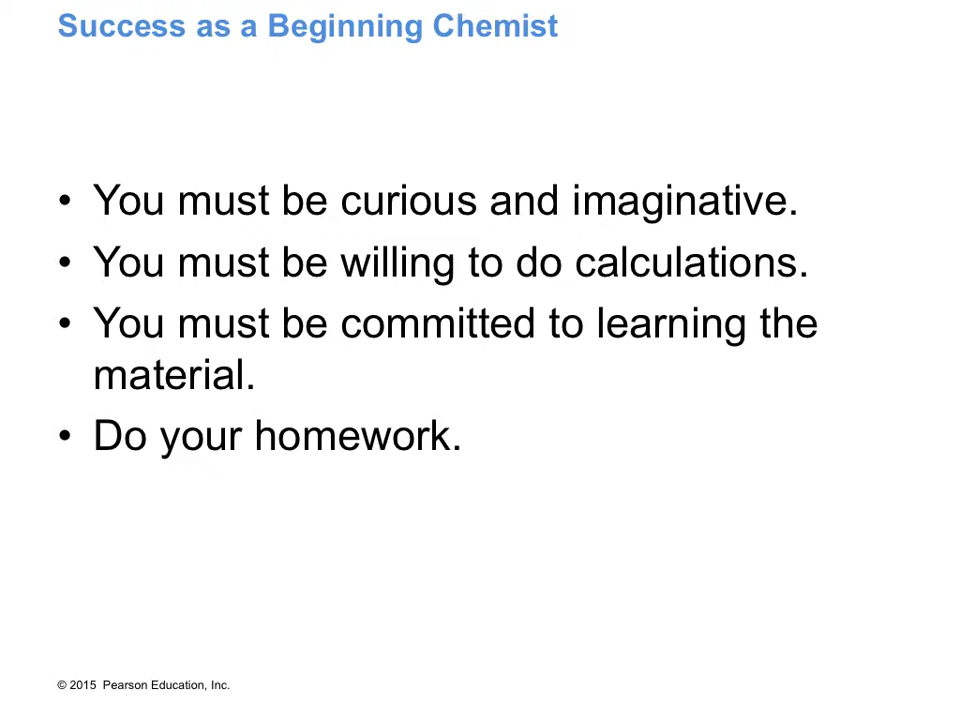 Success as a Beginning Chemist
• You must be curious and imaginative.
• You must be willing to do calculations.
• You must be committed to learning the
material.
• Do your homework.
© 2015 Pearson Education, Inc.